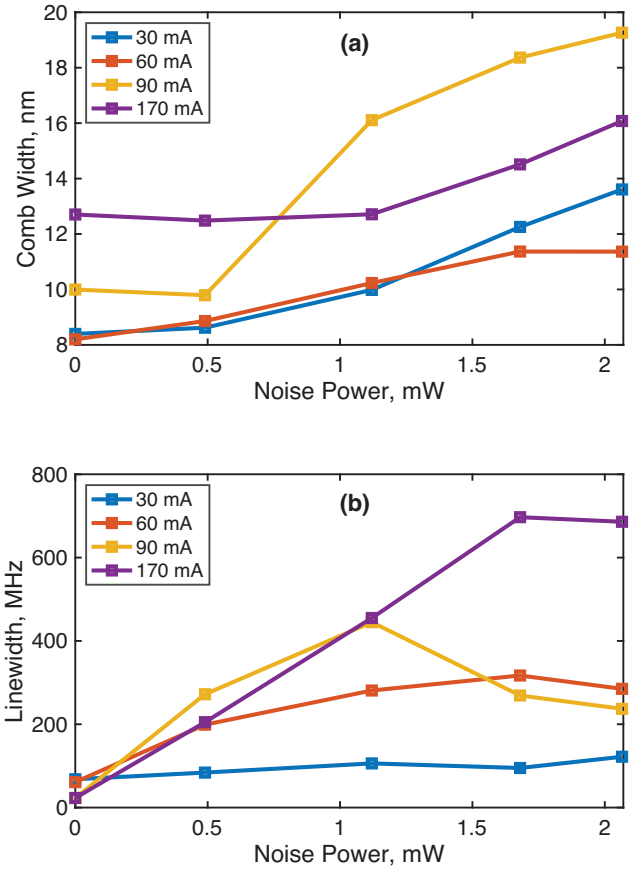 20
18
16
14
12
10
8
Comb Width, nm
(a)
30 mA
60 mA
90 mA
170 mA
0
0.5
1
1.5
2
Noise Power, mW
800
600
400
200
0
Linewidth, MHz
(b)
30 mA
60 mA
90 mA
170 mA
0
0.5
1
1.5
2
Noise Power, mW